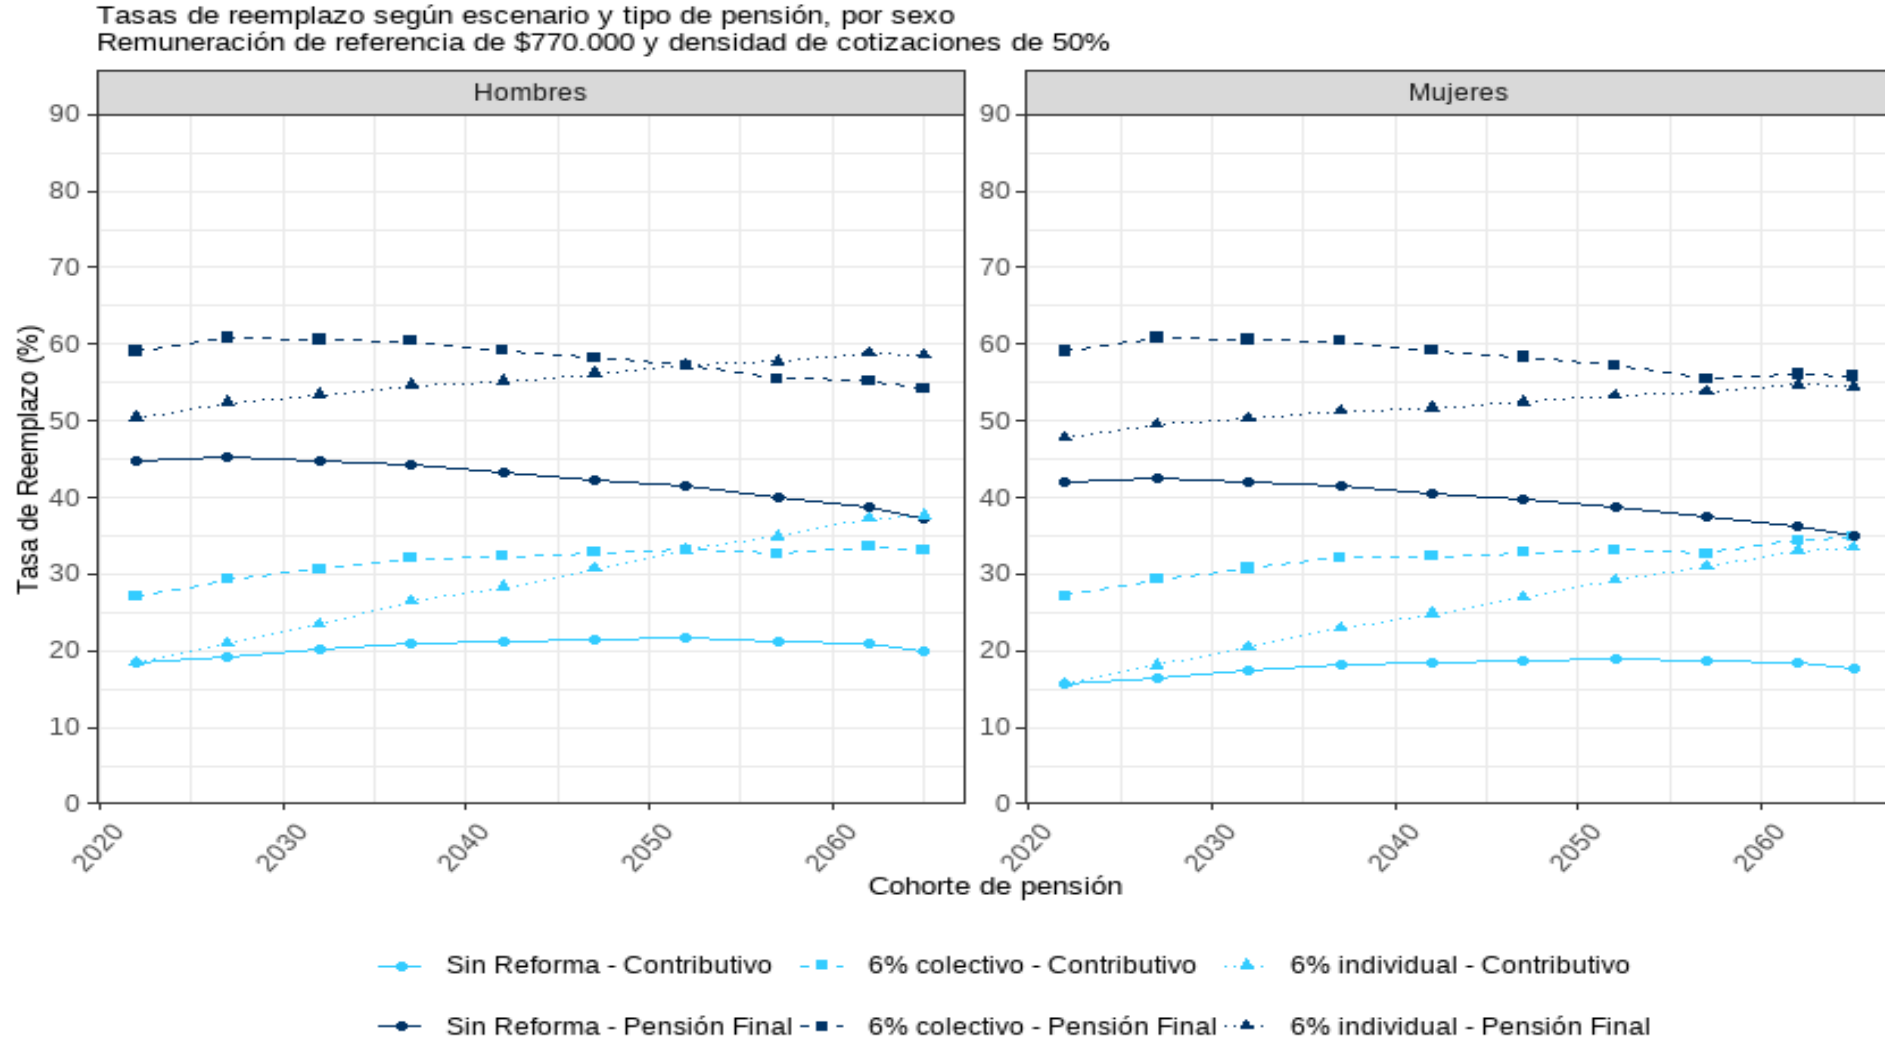 Tasas de reemplazo según escenario y tipo de pensión, por sexo
Remuneración de referencia de $770.000 y densidad de cotizaciones de 50%
Hombres
Mujeres
Tasa de Reemplazo (%)
90
80
70
60
50
40
30
20
10
0
90
80
70
60
50
40
30
20
10
0
2020
2030
2040
2050
2060
2020
2030
2040
2050
2060
Cohorte de pensión
Sin Reforma - Contributivo
6% colectivo - Contributivo
6% individual - Contributivo
Sin Reforma - Pensión Final
6% colectivo - Pensión Final
6% individual - Pensión Final